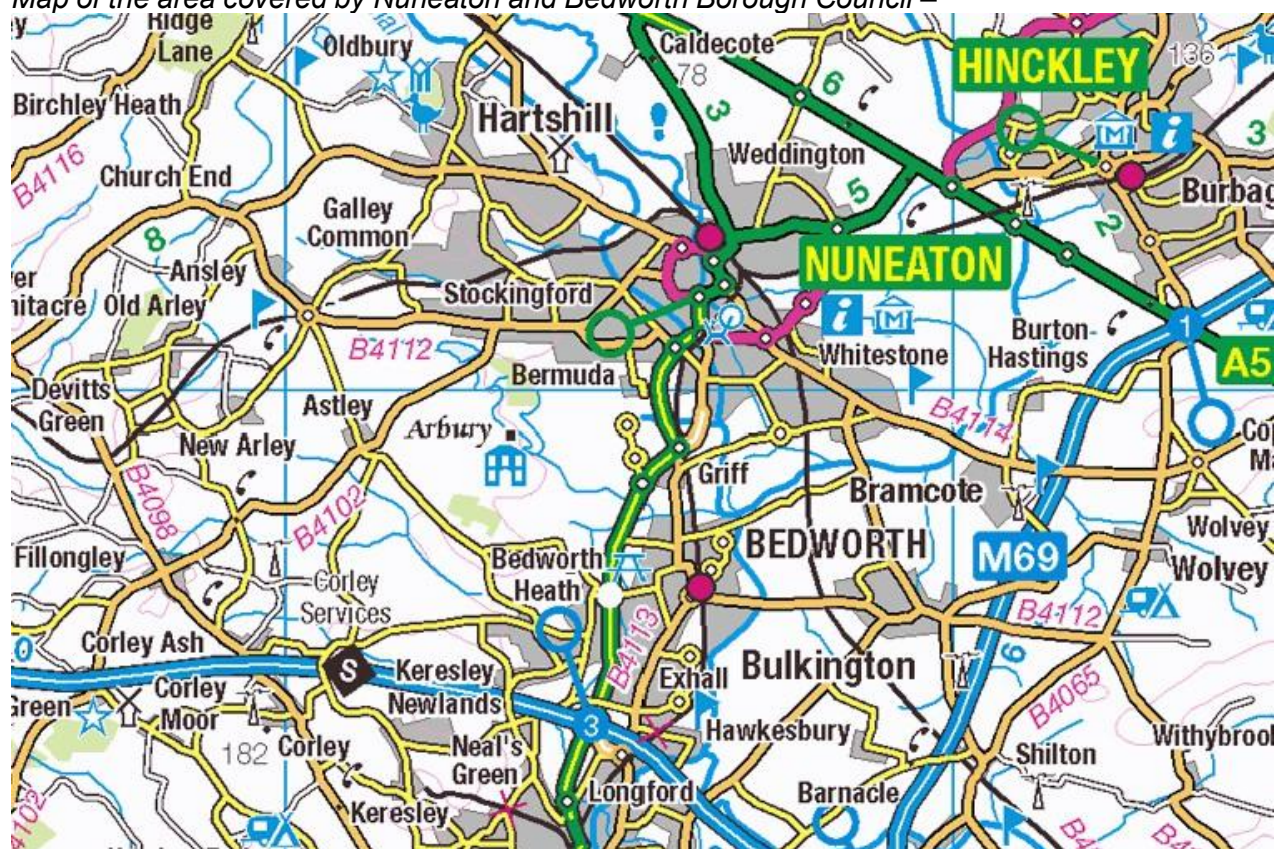 Map of the area covered by Nuneaton and Bedworth Borough Council –
Ridge
Lane
Oldbury
Caldecote
78
HINCKLEY
136
Birchley Heath
Hartshill
3
6
3
B4116
Weddington
Church End
5
Burbag
Galley
Common
8
2
NUNEATON
Ansley
Stockingford
Old Arley
i
M
i
M
1
B4112
Whitestone
Burton
Hastings
A5
Bermuda
Devitts
Green
Astley
Arbury
B4114
New Arley
Griff
Bramcote
B4098
B4102
Wolvey
Fillongley
Bedworth
Heath
BEDWORTH
M69
Wolvey
Corley
Services
B4112
B4113
Corley Ash
S
Keresley
Newlands
Exhall
Bulkington
6
B4065
Green
Corley
Moor
3
Hawkesbury
182
Corley
Neal's
Green
Shilton
Withybrook
Longford
Barnacle
Keresley
B4102